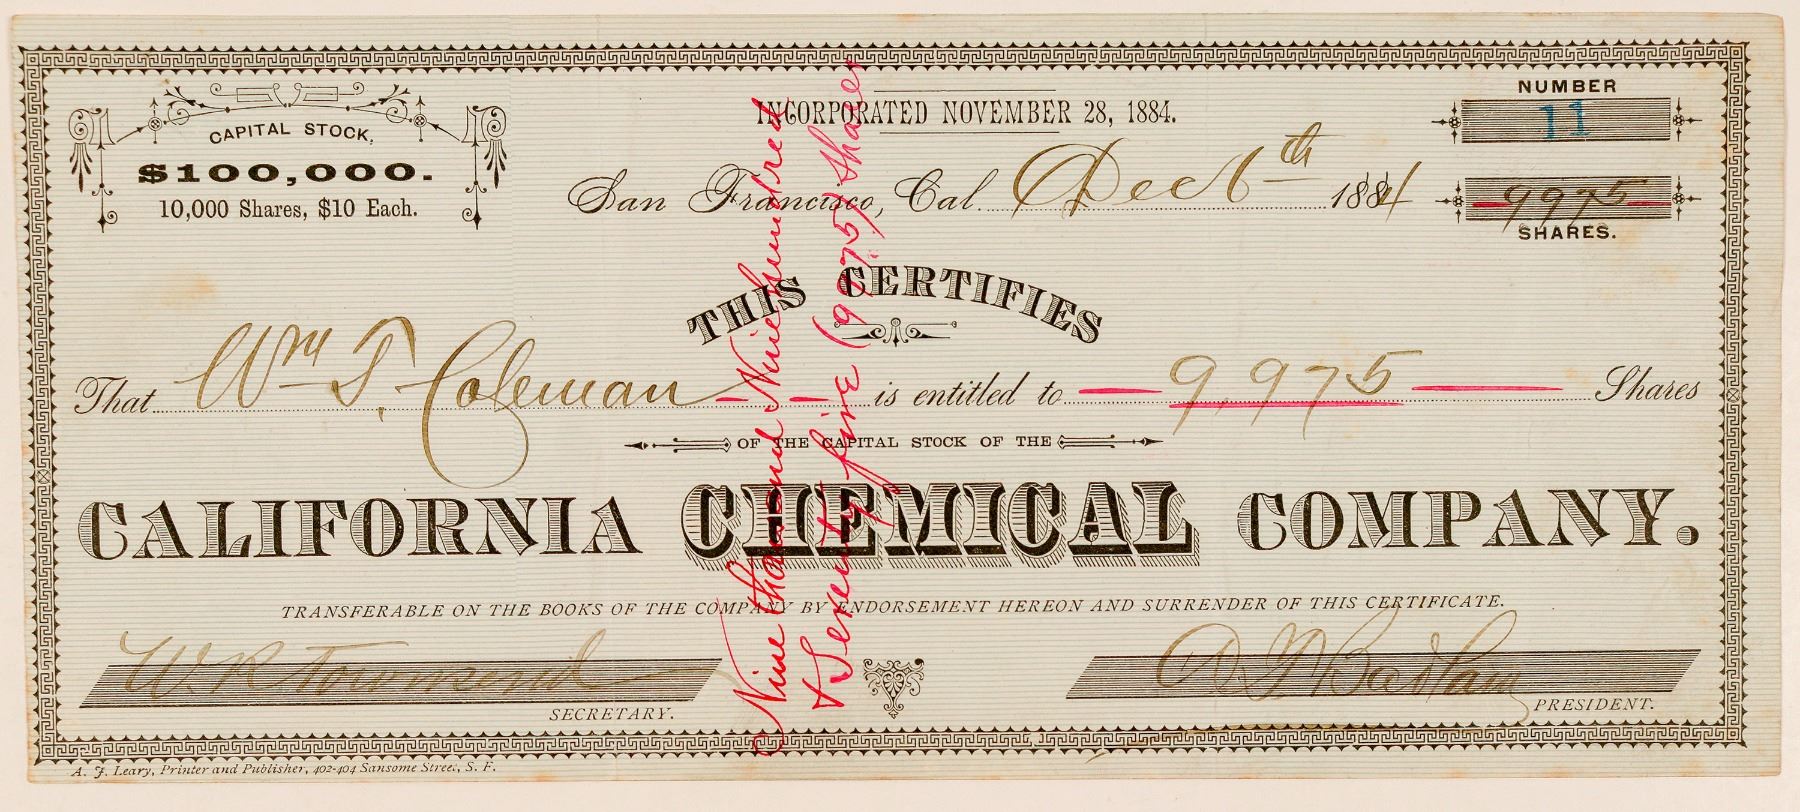 CAPITAL STOCK,
$100,000.
10,000 Shares, $10 Each.
INCORPORATED NOVEMBER 28, 1884.
NUMBER
11
San Francisco, Cal. Dec 6th 1884
9975
SHARES.
THIS CERTIFIES
That Wm T. Coleman is entitled to 9,975 Shares
OF THE CAPITAL STOCK OF THE
CALIFORNIA CHEMICAL COMPANY.
TRANSFERABLE ON THE BOOKS OF THE COMPANY BY ENDORSEMENT HEREON AND SURRENDER OF THIS CERTIFICATE.
W. R. Townsend
SECRETARY.
Badlam
PRESIDENT.
A. J. Leary, Printer and Publisher, 402-404 Sansome Street, S. F.
Nine thousand Nine hundred
& Seventy five (9975) Shares